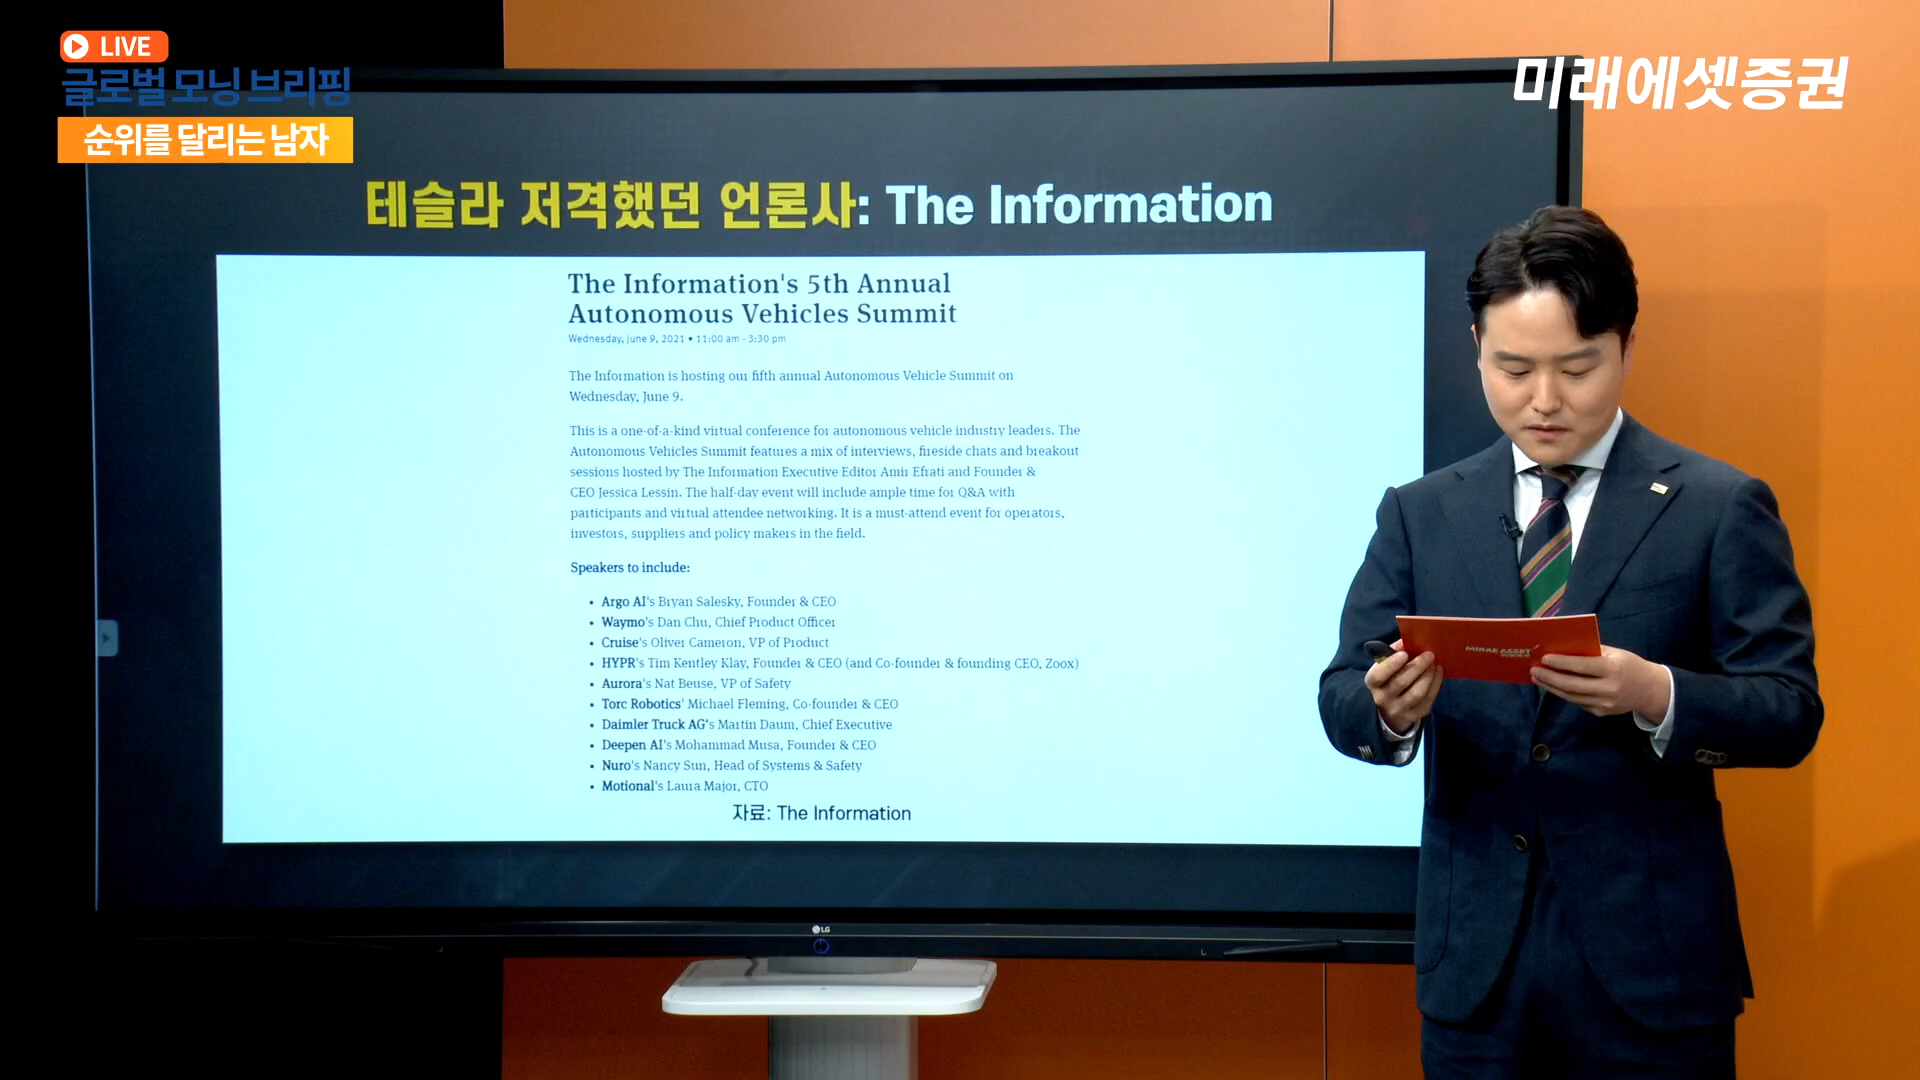 LIVE
글로벌 모닝 브리핑
순위를 달리는 남자
미래에셋증권
테슬라 저격했던 언론사: The Information
The Information's 5th Annual
Autonomous Vehicles Summit
Wednesday, June 9, 2021 • 11:00 am - 3:30 pm
The Information is hosting our fifth annual Autonomous Vehicle Summit on
Wednesday, June 9.
This is a one-of-a-kind virtual conference for autonomous vehicle industry leaders. The
Autonomous Vehicles Summit features a mix of interviews, fireside chats and breakout
sessions hosted by The Information Executive Editor Amir Efrati and Founder &
CEO Jessica Lessin. The half-day event will include ample time for Q&A with
participants and virtual attendee networking. It is a must-attend event for operators,
investors, suppliers and policy makers in the field.
Speakers to include:
• Argo AI's Bryan Salesky, Founder & CEO
• Waymo's Dan Chu, Chief Product Officer
• Cruise's Oliver Cameron, VP of Product
• HYPR's Tim Kentley Klay, Founder & CEO (and Co-founder & founding CEO, Zoox)
• Aurora's Nat Beuse, VP of Safety
• Torc Robotics' Michael Fleming, Co-founder & CEO
• Daimler Truck AG's Martin Daum, Chief Executive
• Deepen AI's Mohammad Musa, Founder & CEO
• Nuro's Nancy Sun, Head of Systems & Safety
• Motional's Laura Major, CTO
자료: The Information
MIRAE ASSET
LG